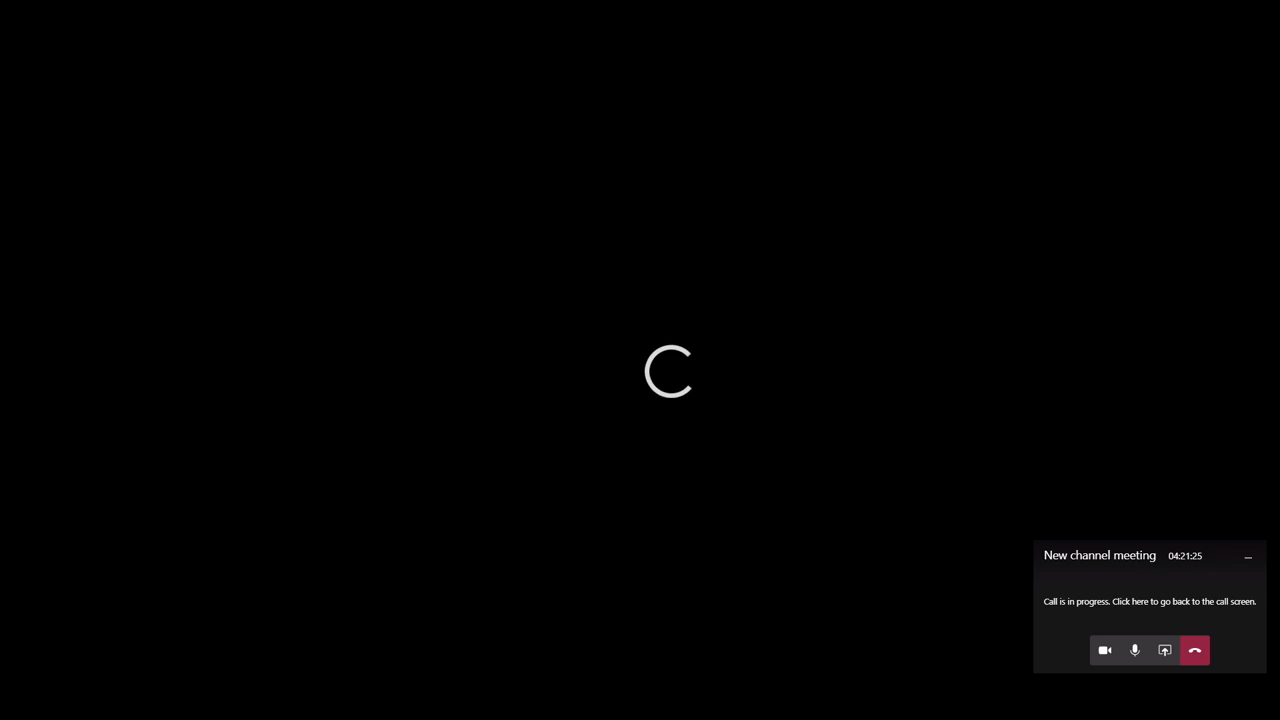 New channel meeting 04:21:25
Call is in progress. Click here to go back to the call screen.